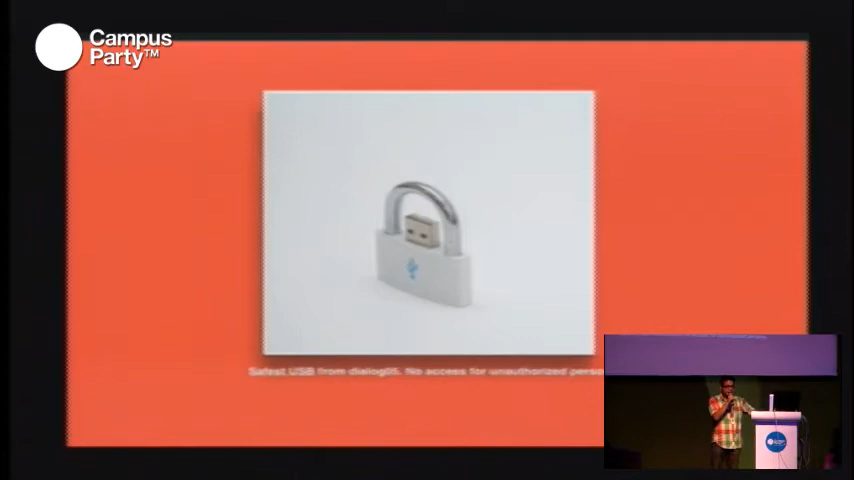 Campus
Party™
Safest USB from dialog05. No access for unauthorized perso